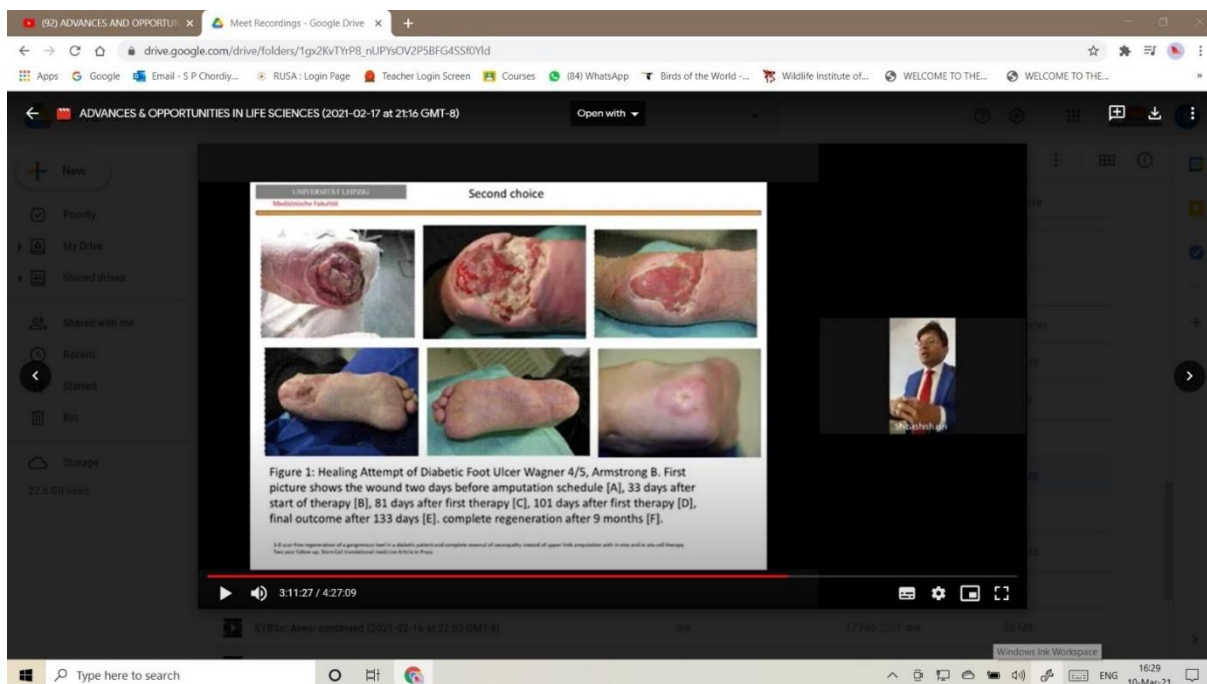 (92) ADVANCES AND OPPORTUN
Meet Recordings - Google Drive
drive.google.com/drive/folders/1gx2KvTYrP8_nUPYsOV2P5BFG4SSf0Yld
Apps Google Email - S P Chordiy... RUSA : Login Page Teacher Login Screen Courses (84) WhatsApp Birds of the World -... Wildlife Institute of... WELCOME TO THE... WELCOME TO THE...
ADVANCES & OPPORTUNITIES IN LIFE SCIENCES (2021-02-17 at 21:16 GMT-8)
Open with
New
Priority
My Drive
Shared drives
Shared with me
Recent
Starred
Bin
Storage
UNIVERSITÄT LEIPZIG
Medizinische Fakultät
Second choice
Figure 1: Healing Attempt of Diabetic Foot Ulcer Wagner 4/5, Armstrong B. First
picture shows the wound two days before amputation schedule [A], 33 days after
start of therapy [B], 81 days after first therapy [C], 101 days after first therapy [D],
final outcome after 133 days [E]. complete regeneration after 9 months [F].
3:11:27 / 4:27:09
SYBSc: Aves- continued (2021-02-16 at 22:03 GMT-8) me 17 Feb 2021 me
Windows Ink Workspace
Type here to search
ENG
16:29
10-Mar-21